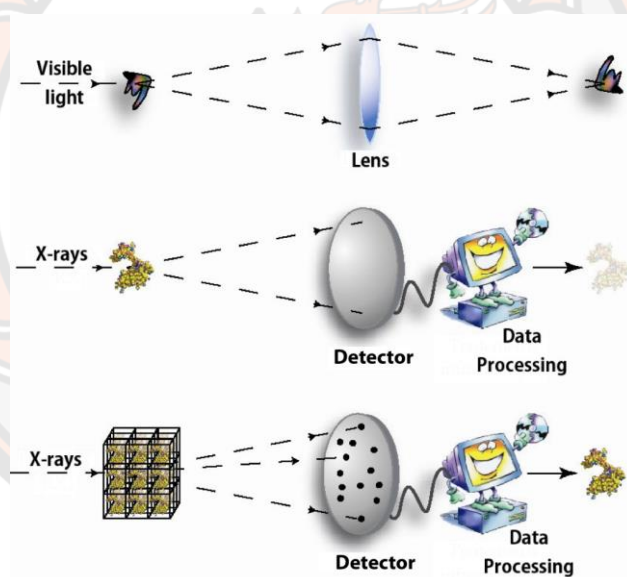 Visible
light
Lens
X-rays
Detector
Data
Processing
X-rays
Detector
Data
Processing